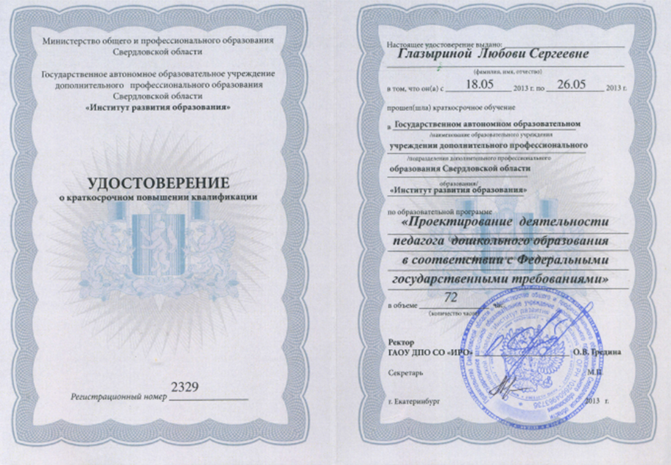 Министерство общего и профессионального образования
Свердловской области
Государственное автономное образовательное учреждение
дополнительного профессионального образования
Свердловской области
«Институт развития образования»
УДОСТОВЕРЕНИЕ
о краткосрочном повышении квалификации
Регистрационный номер 2329
Настоящее удостоверение выдано:
Глазыриной Любови Сергеевне
(фамилия, имя, отчество)
в том, что он(а) с 18.05 2013 г. по 26.05 2013 г.
прошел(шла) краткосрочное обучение
в Государственном автономном образовательном
/наименование образовательного учреждения
учреждении дополнительного профессионального
/подразделения дополнительного профессионального
образования Свердловской области
образования/
«Институт развития образования»
по образовательной программе
«Проектирование деятельности
педагога дошкольного образования
в соответствии с Федеральными
государственными требованиями»
в объеме 72 час
(количество часов)
Ректор
ГАОУ ДПО СО «ИРО» О.В. Гредина
Секретарь М.П.
г. Екатеринбург 2013 г.